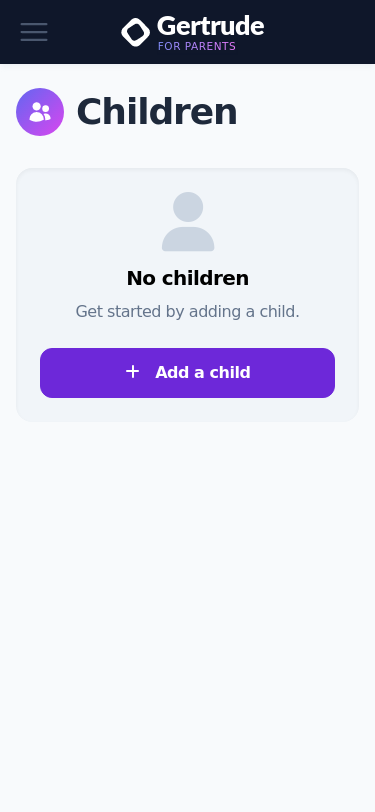 Gertrude
FOR PARENTS
Children
No children
Get started by adding a child.
+ Add a child